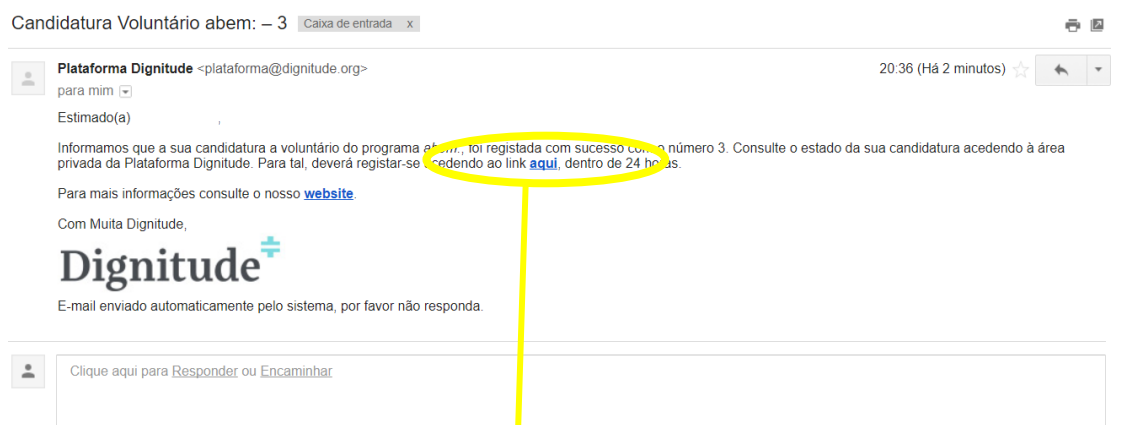 Candidatura Voluntário abem: – 3 Caixa de entrada x
Plataforma Dignitude <plataforma@dignitude.org> 20:36 (Há 2 minutos)
para mim
Estimado(a) ,
Informamos que a sua candidatura a voluntário do programa abem:, foi registada com sucesso com o número 3. Consulte o estado da sua candidatura acedendo à área
privada da Plataforma Dignitude. Para tal, deverá registar-se acedendo ao link aqui, dentro de 24 horas.
Para mais informações consulte o nosso website.
Com Muita Dignitude,
Dignitude
E-mail enviado automaticamente pelo sistema, por favor não responda.
Clique aqui para Responder ou Encaminhar